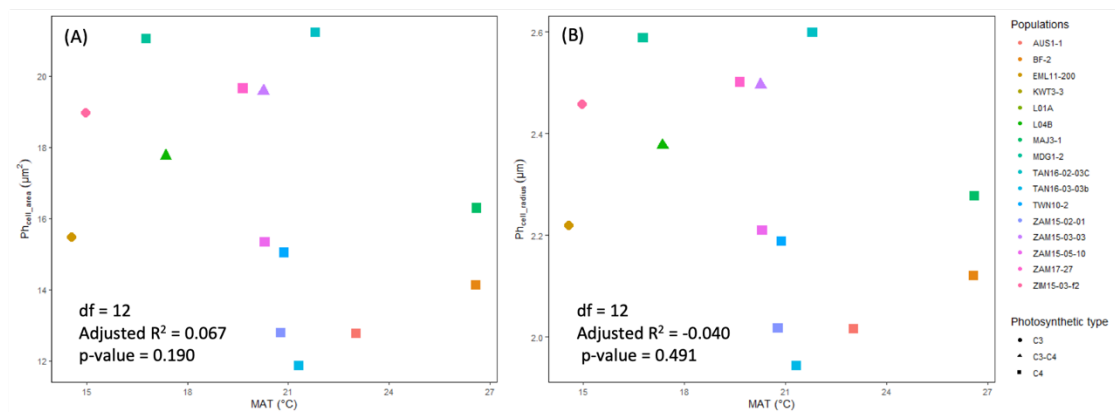 (A)
20
18
16
14
12
Ph_cell_area (µm²)
df = 12
Adjusted R² = 0.067
p-value = 0.190
15 18 21 24 27
MAT (°C)
(B)
2.6
2.4
2.2
2.0
Ph_cell_radius (µm)
df = 12
Adjusted R² = -0.040
p-value = 0.491
15 18 21 24 27
MAT (°C)
Populations
AUS1-1
BF-2
EML11-200
KWT3-3
L01A
L04B
MAJ3-1
MDG1-2
TAN16-02-03C
TAN16-03-03b
TWN10-2
ZAM15-02-01
ZAM15-03-03
ZAM15-05-10
ZAM17-27
ZIM15-03-f2
Photosynthetic type
C3
C3-C4
C4